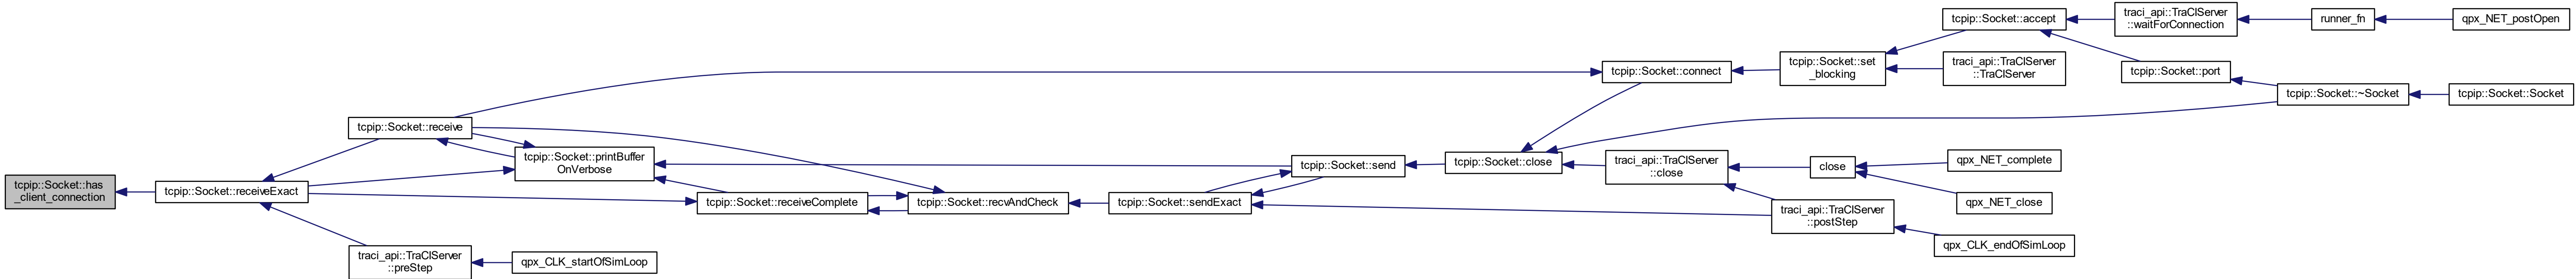 tcpip::Socket::has
_client_connection
tcpip::Socket::receiveExact
tcpip::Socket::receive
traci_api::TraCIServer
::preStep
tcpip::Socket::printBuffer
OnVerbose
qpx_CLK_startOfSimLoop
tcpip::Socket::receiveComplete
tcpip::Socket::recvAndCheck
tcpip::Socket::sendExact
tcpip::Socket::send
tcpip::Socket::close
tcpip::Socket::connect
traci_api::TraCIServer
::close
tcpip::Socket::set
_blocking
traci_api::TraCIServer
::postStep
close
tcpip::Socket::accept
traci_api::TraCIServer
::TraCIServer
qpx_NET_complete
qpx_NET_close
qpx_CLK_endOfSimLoop
traci_api::TraCIServer
::waitForConnection
tcpip::Socket::port
runner_fn
tcpip::Socket::~Socket
qpx_NET_postOpen
tcpip::Socket::Socket